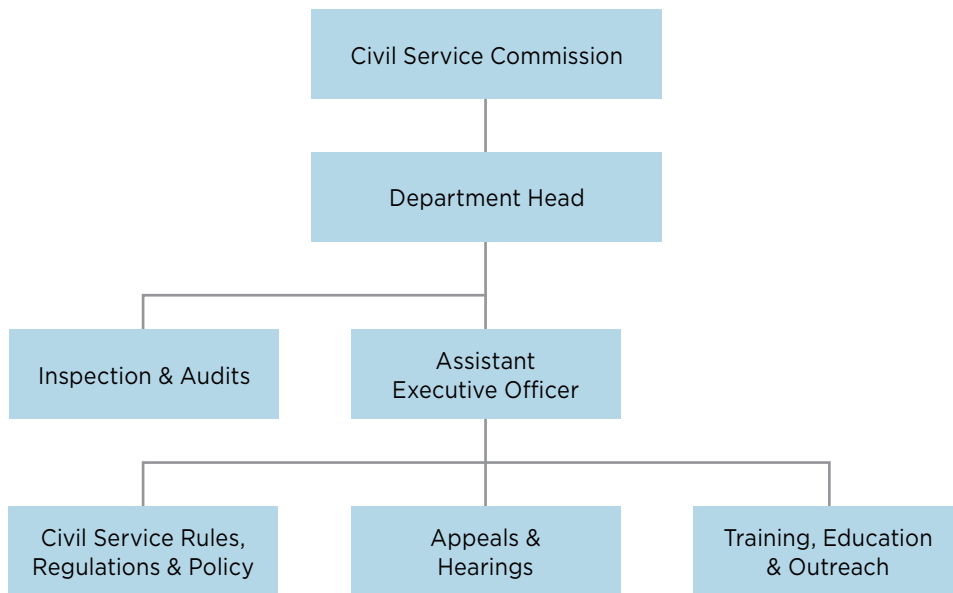 Civil Service Commission
Department Head
Inspection & Audits
Assistant
Executive Officer
Civil Service Rules,
Regulations & Policy
Appeals &
Hearings
Training, Education
& Outreach